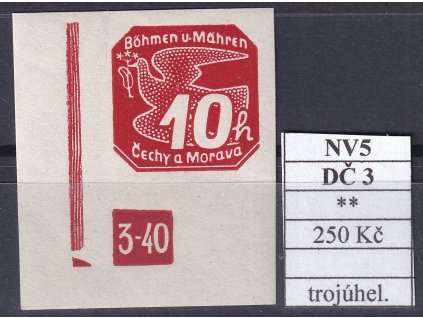 Böhmen u. Mähren
10h
Čechy a Morava
3-40
NV5
DČ 3
**
250 Kč
trojúhel.